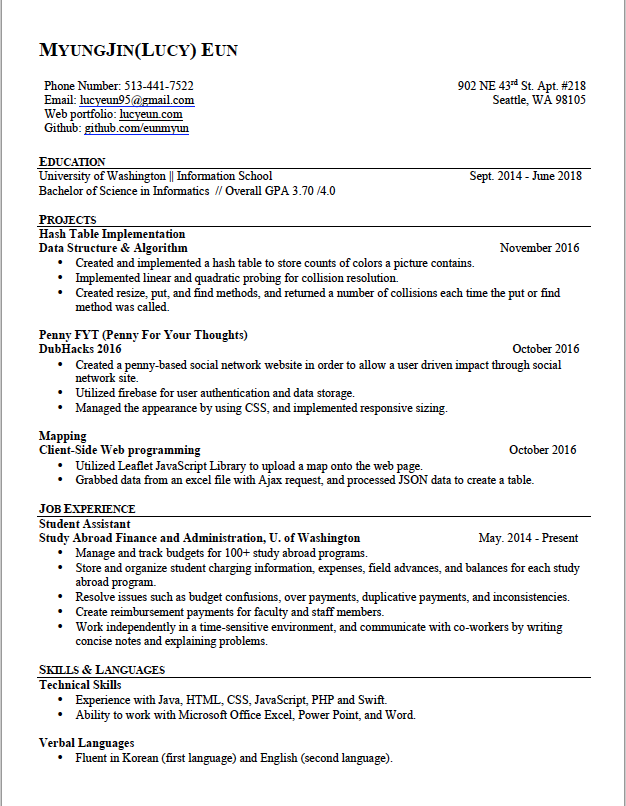 MYUNGJIN(LUCY) EUN
Phone Number: 513-441-7522
902 NE 43rd St. Apt. #218
Email: lucyeun95@gmail.com
Seattle, WA 98105
Web portfolio: lucyeun.com
Github: github.com/eunmyun
EDUCATION
University of Washington || Information School
Sept. 2014 - June 2018
Bachelor of Science in Informatics // Overall GPA 3.70 /4.0
PROJECTS
Hash Table Implementation
Data Structure & Algorithm
November 2016
• Created and implemented a hash table to store counts of colors a picture contains.
• Implemented linear and quadratic probing for collision resolution.
• Created resize, put, and find methods, and returned a number of collisions each time the put or find
method was called.
Penny FYT (Penny For Your Thoughts)
DubHacks 2016
October 2016
• Created a penny-based social network website in order to allow a user driven impact through social
network site.
• Utilized firebase for user authentication and data storage.
• Managed the appearance by using CSS, and implemented responsive sizing.
Mapping
Client-Side Web programming
October 2016
• Utilized Leaflet JavaScript Library to upload a map onto the web page.
• Grabbed data from an excel file with Ajax request, and processed JSON data to create a table.
JOB EXPERIENCE
Student Assistant
Study Abroad Finance and Administration, U. of Washington
May. 2014 - Present
• Manage and track budgets for 100+ study abroad programs.
• Store and organize student charging information, expenses, field advances, and balances for each study
abroad program.
• Resolve issues such as budget confusions, over payments, duplicative payments, and inconsistencies.
• Create reimbursement payments for faculty and staff members.
• Work independently in a time-sensitive environment, and communicate with co-workers by writing
concise notes and explaining problems.
SKILLS & LANGUAGES
Technical Skills
• Experience with Java, HTML, CSS, JavaScript, PHP and Swift.
• Ability to work with Microsoft Office Excel, Power Point, and Word.
Verbal Languages
• Fluent in Korean (first language) and English (second language).